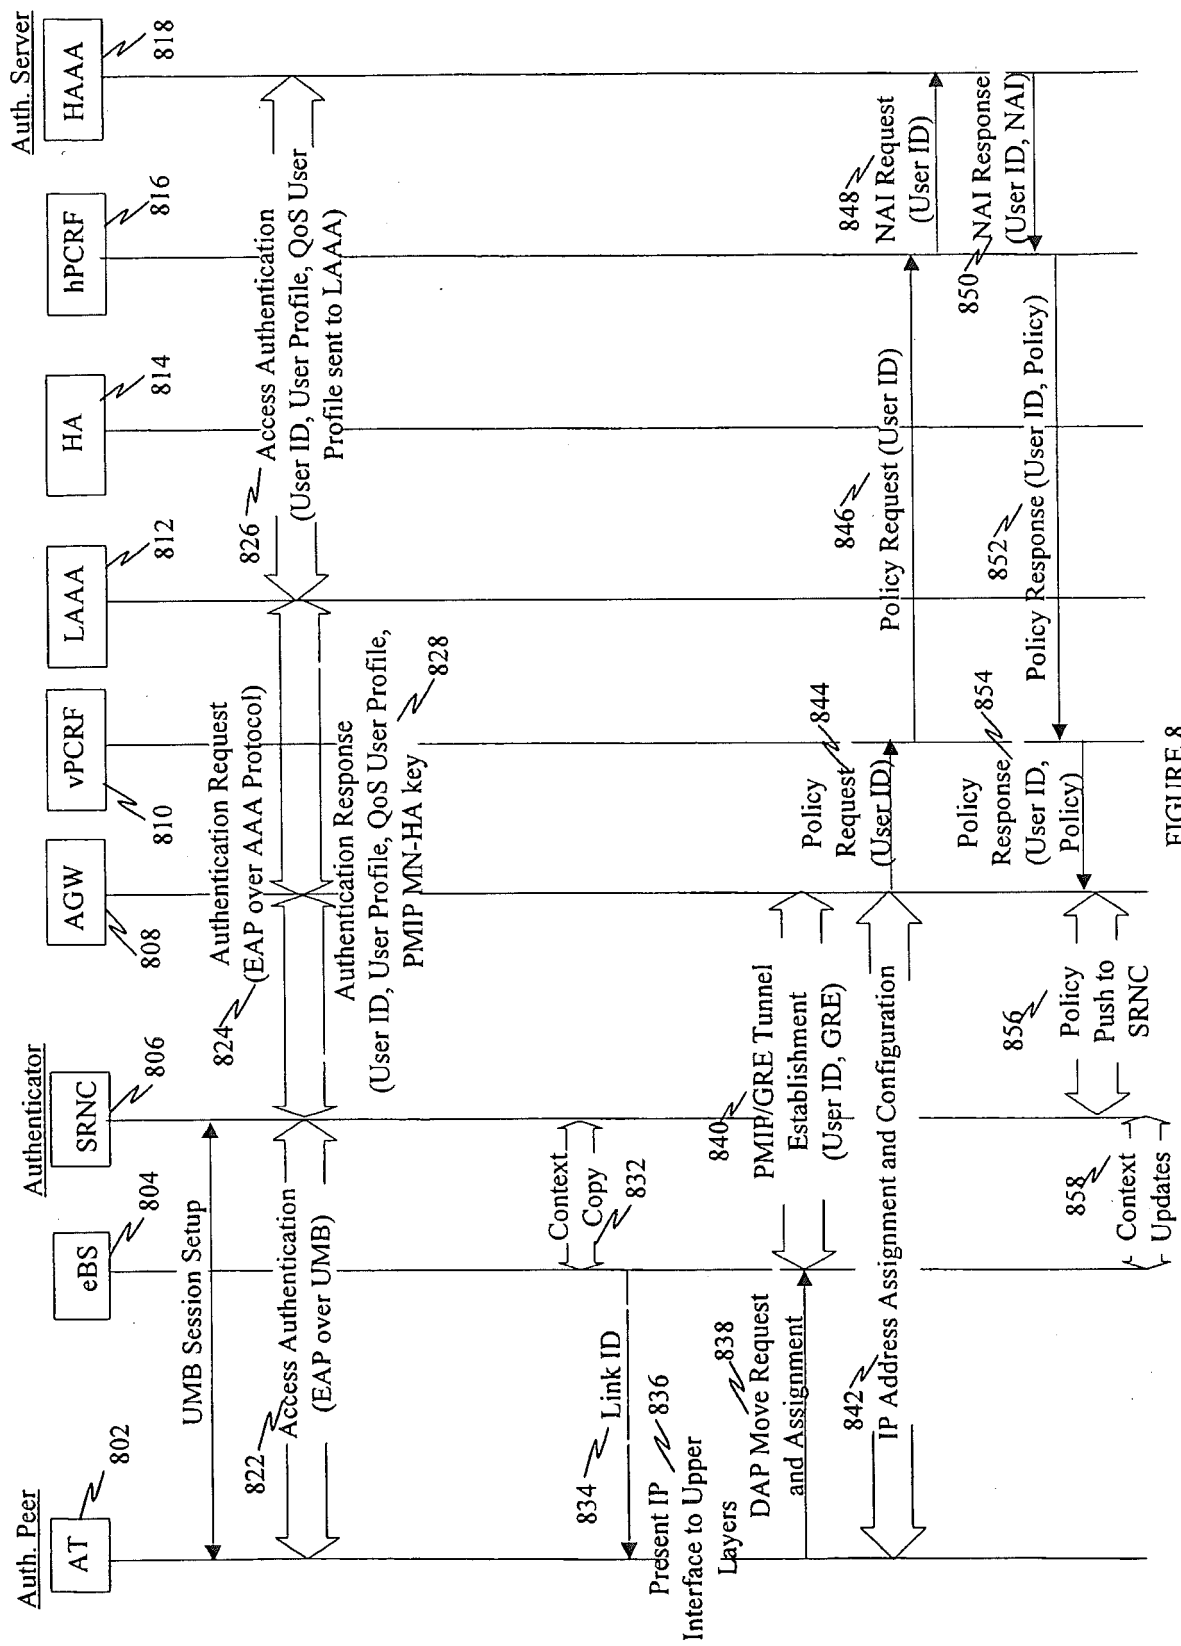 Auth. Peer
Authenticator
Auth. Server
AT
802
eBS
804
SRNC
806
AGW
808
vPCRF
810
LAAA
812
HA
814
hPCRF
816
HAAA
818
UMB Session Setup
822
Access Authentication
(EAP over UMB)
Authentication Request
(EAP over AAA Protocol)
824
826
Access Authentication
(User ID, User Profile, QoS User
Profile sent to LAAA)
Authentication Response
(User ID, User Profile, QoS User Profile,
PMIP MN-HA key
828
Context
Copy
832
834
Link ID
Present IP
Interface to Upper
Layers
836
DAP Move Request
and Assignment
838
840
PMIP/GRE Tunnel
Establishment
(User ID, GRE)
842
IP Address Assignment and Configuration
Policy
Request
(User ID)
844
846
Policy Request (User ID)
848
NAI Request
(User ID)
850
NAI Response
(User ID, NAI)
852
Policy Response (User ID, Policy)
Policy
Response
(User ID,
Policy)
854
856
Policy
Push to
SRNC
858
Context
Updates
FIGURE 8